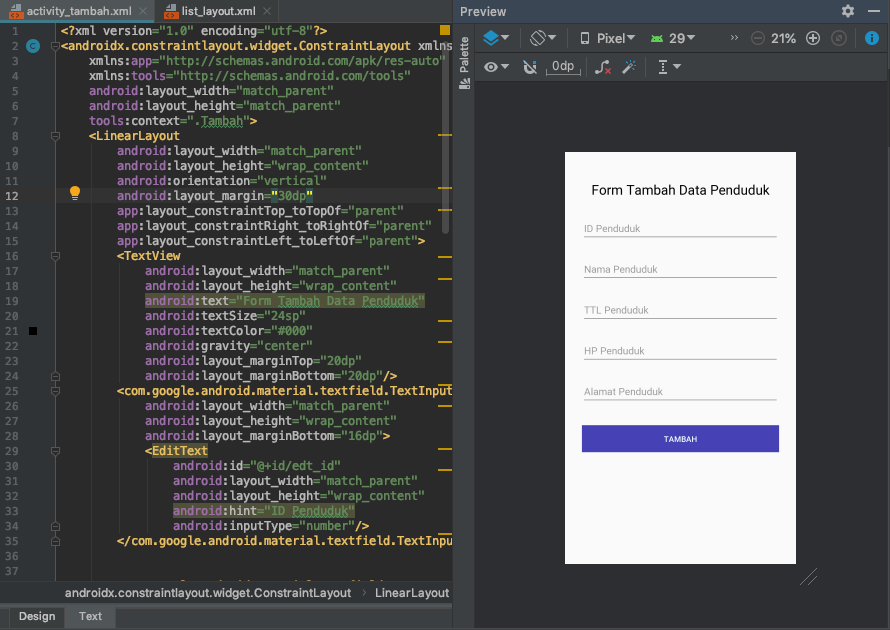 activity_tambah.xml
list_layout.xml
Preview
1 <?xml version="1.0" encoding="utf-8"?>
2 <androidx.constraintlayout.widget.ConstraintLayout xmlns
3 xmlns:app="http://schemas.android.com/apk/res-auto"
4 xmlns:tools="http://schemas.android.com/tools"
5 android:layout_width="match_parent"
6 android:layout_height="match_parent"
7 tools:context=".Tambah">
8 <LinearLayout
9 android:layout_width="match_parent"
10 android:layout_height="wrap_content"
11 android:orientation="vertical"
12 android:layout_margin="30dp"
13 app:layout_constraintTop_toTopOf="parent"
14 app:layout_constraintRight_toRightOf="parent"
15 app:layout_constraintLeft_toLeftOf="parent">
16 <TextView
17 android:layout_width="match_parent"
18 android:layout_height="wrap_content"
19 android:text="Form Tambah Data Penduduk"
20 android:textSize="24sp"
21 android:textColor="#000"
22 android:gravity="center"
23 android:layout_marginTop="20dp"
24 android:layout_marginBottom="20dp"/>
25 <com.google.android.material.textfield.TextInpu
26 android:layout_width="match_parent"
27 android:layout_height="wrap_content"
28 android:layout_marginBottom="16dp">
29 <EditText
30 android:id="@+id/edt_id"
31 android:layout_width="match_parent"
32 android:layout_height="wrap_content"
33 android:hint="ID Penduduk"
34 android:inputType="number"/>
35 </com.google.android.material.textfield.TextInpu
36
37
androidx.constraintlayout.widget.ConstraintLayout › LinearLayout
Design Text
Palette
Pixel 29 » 21%
0dp
Form Tambah Data Penduduk
ID Penduduk
Nama Penduduk
TTL Penduduk
HP Penduduk
Alamat Penduduk
TAMBAH